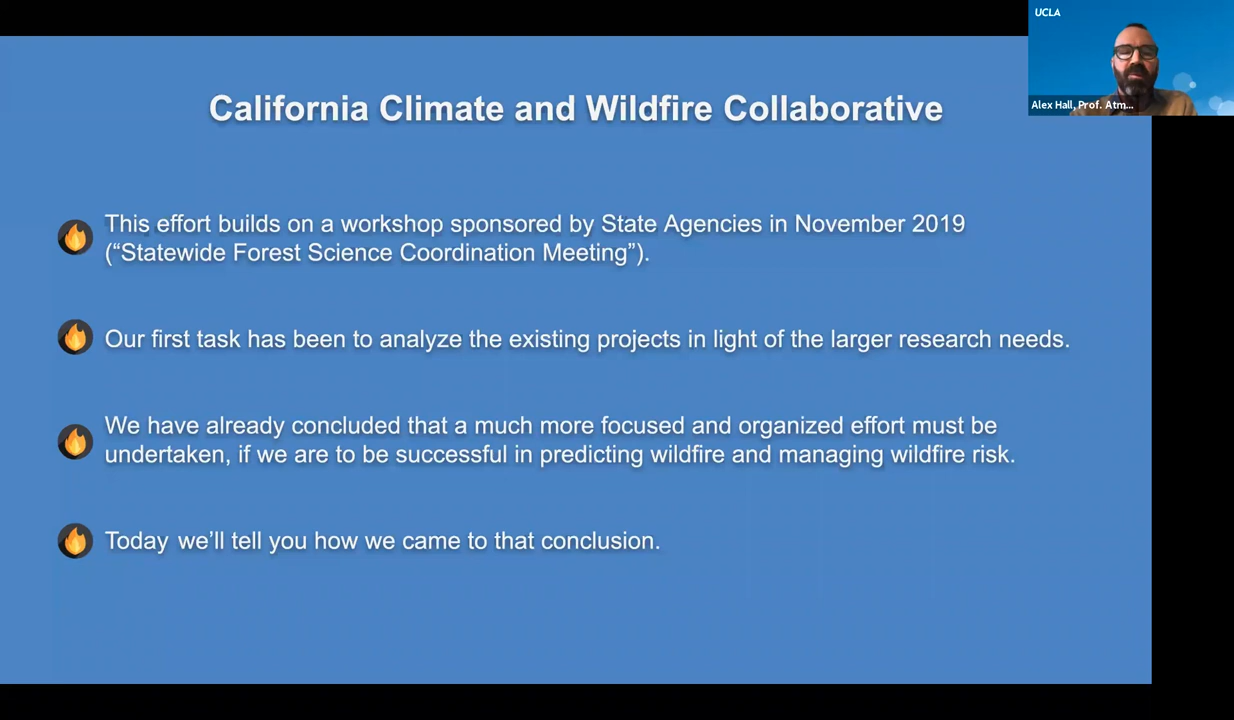 UCLA
Alex Hall, Prof. Atm...
California Climate and Wildfire Collaborative
This effort builds on a workshop sponsored by State Agencies in November 2019
(“Statewide Forest Science Coordination Meeting”).
Our first task has been to analyze the existing projects in light of the larger research needs.
We have already concluded that a much more focused and organized effort must be
undertaken, if we are to be successful in predicting wildfire and managing wildfire risk.
Today we’ll tell you how we came to that conclusion.